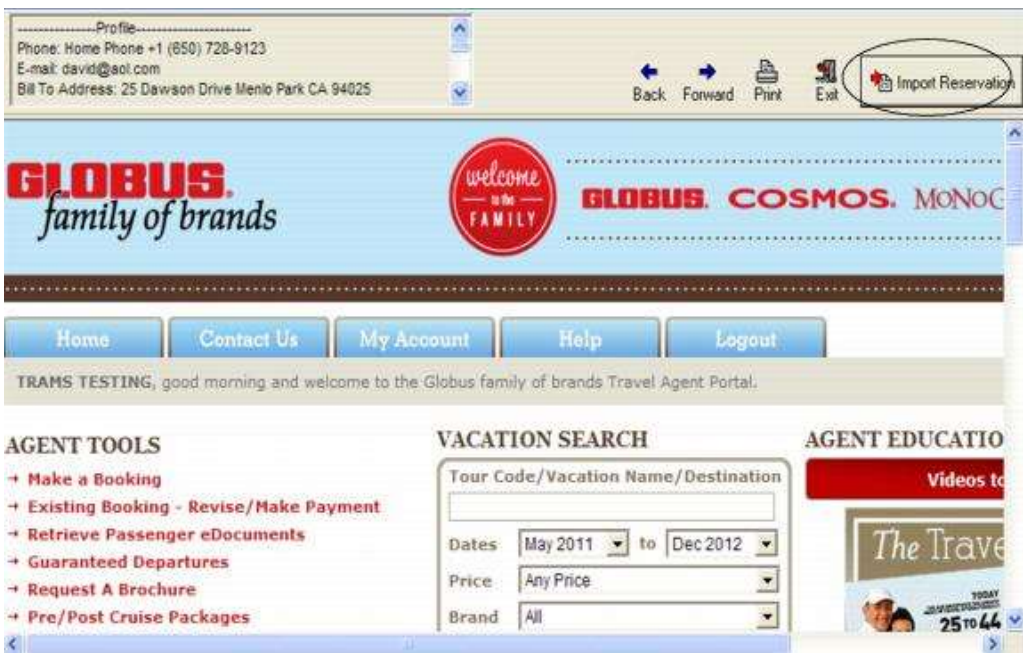 ---------------Profile----------------------
Phone: Home Phone +1 (650) 728-9123
E-mail: david@aol.com
Bill To Address: 25 Dawson Drive Menlo Park CA 94025
Back Forward Print Exit Import Reservation
GLOBUS.
family of brands
welcome
to the
FAMILY
GLOBUS. COSMOS. MONOG
Home Contact Us My Account Help Logout
TRAMS TESTING, good morning and welcome to the Globus family of brands Travel Agent Portal.
AGENT TOOLS
Make a Booking
Existing Booking - Revise/Make Payment
Retrieve Passenger eDocuments
Guaranteed Departures
Request A Brochure
Pre/Post Cruise Packages
VACATION SEARCH
Tour Code/Vacation Name/Destination
Dates May 2011 to Dec 2012
Price Any Price
Brand All
AGENT EDUCATIO
Videos to
The Trave
TODAY
25 TO 44